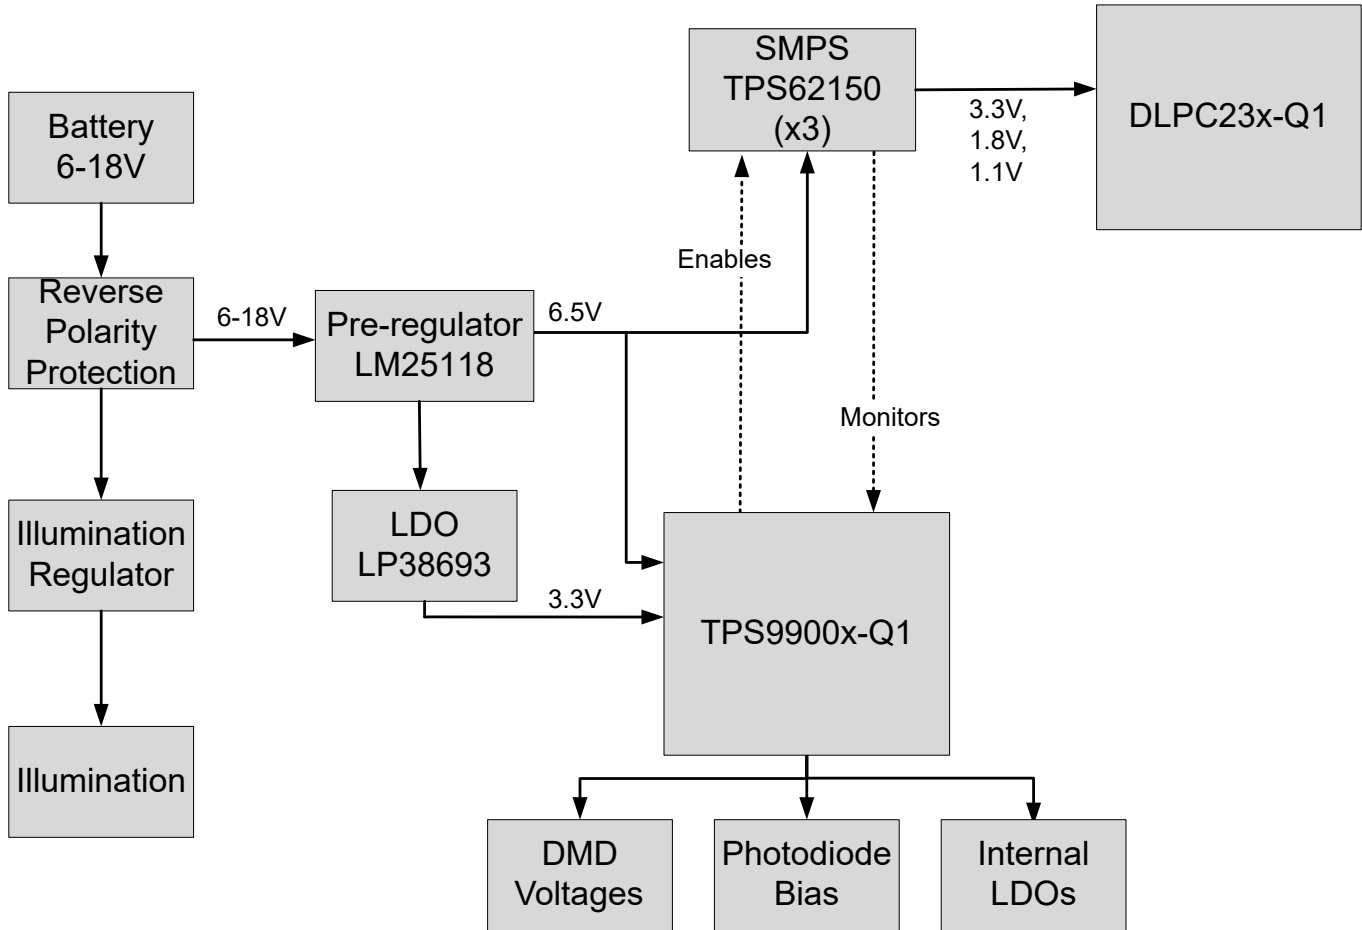 SMPS
TPS62150
(x3)
DLPC23x-Q1
3.3V,
1.8V,
1.1V
Battery
6-18V
Enables
Reverse
Polarity
Protection
6-18V
Pre-regulator
LM25118
6.5V
Monitors
Illumination
Regulator
LDO
LP38693
3.3V
TPS9900x-Q1
Illumination
DMD
Voltages
Photodiode
Bias
Internal
LDOs